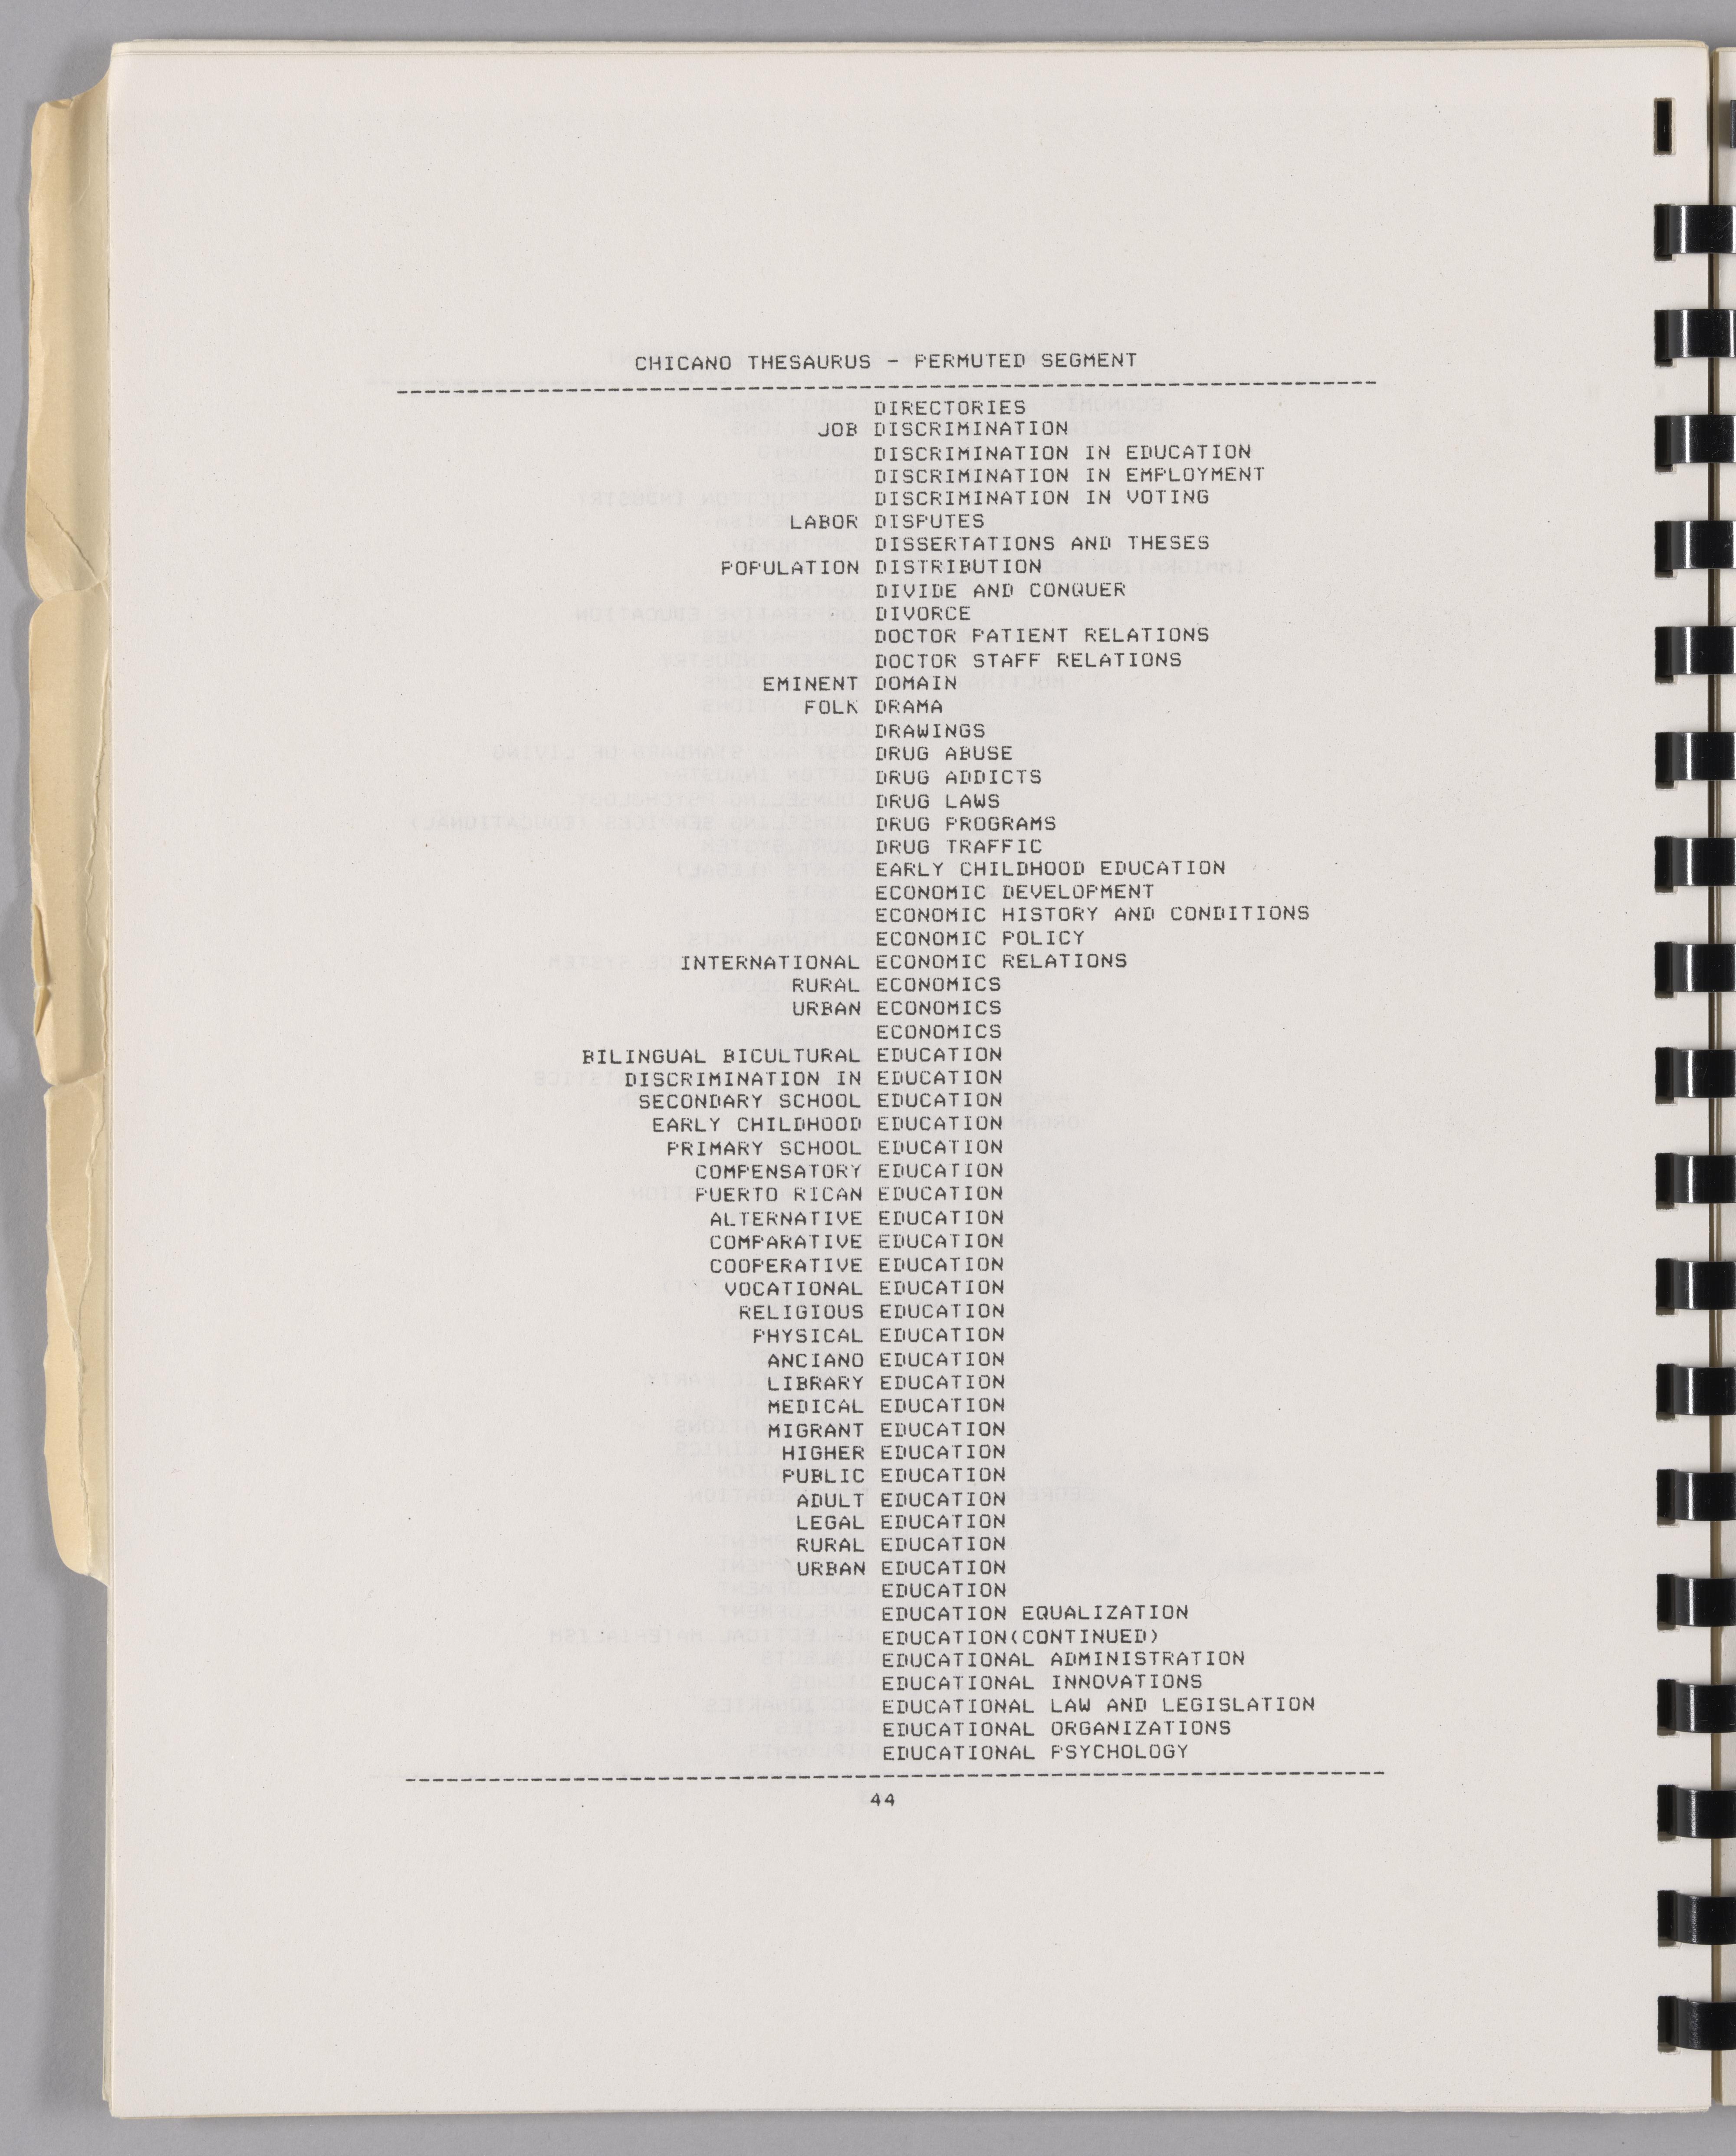 CHICANO THESAURUS - PERMUTED SEGMENT
DIRECTORIES
JOB DISCRIMINATION
DISCRIMINATION IN EDUCATION
DISCRIMINATION IN EMPLOYMENT
DISCRIMINATION IN VOTING
LABOR DISPUTES
DISSERTATIONS AND THESES
POPULATION DISTRIBUTION
DIVIDE AND CONQUER
DIVORCE
DOCTOR PATIENT RELATIONS
DOCTOR STAFF RELATIONS
EMINENT DOMAIN
FOLK DRAMA
DRAWINGS
DRUG ABUSE
DRUG ADDICTS
DRUG LAWS
DRUG PROGRAMS
DRUG TRAFFIC
EARLY CHILDHOOD EDUCATION
ECONOMIC DEVELOPMENT
ECONOMIC HISTORY AND CONDITIONS
ECONOMIC POLICY
INTERNATIONAL ECONOMIC RELATIONS
RURAL ECONOMICS
URBAN ECONOMICS
ECONOMICS
BILINGUAL BICULTURAL EDUCATION
DISCRIMINATION IN EDUCATION
SECONDARY SCHOOL EDUCATION
EARLY CHILDHOOD EDUCATION
PRIMARY SCHOOL EDUCATION
COMPENSATORY EDUCATION
PUERTO RICAN EDUCATION
ALTERNATIVE EDUCATION
COMPARATIVE EDUCATION
COOPERATIVE EDUCATION
VOCATIONAL EDUCATION
RELIGIOUS EDUCATION
PHYSICAL EDUCATION
ANCIANO EDUCATION
LIBRARY EDUCATION
MEDICAL EDUCATION
MIGRANT EDUCATION
HIGHER EDUCATION
PUBLIC EDUCATION
ADULT EDUCATION
LEGAL EDUCATION
RURAL EDUCATION
URBAN EDUCATION
EDUCATION
EDUCATION EQUALIZATION
EDUCATION(CONTINUED)
EDUCATIONAL ADMINISTRATION
EDUCATIONAL INNOVATIONS
EDUCATIONAL LAW AND LEGISLATION
EDUCATIONAL ORGANIZATIONS
EDUCATIONAL PSYCHOLOGY
44